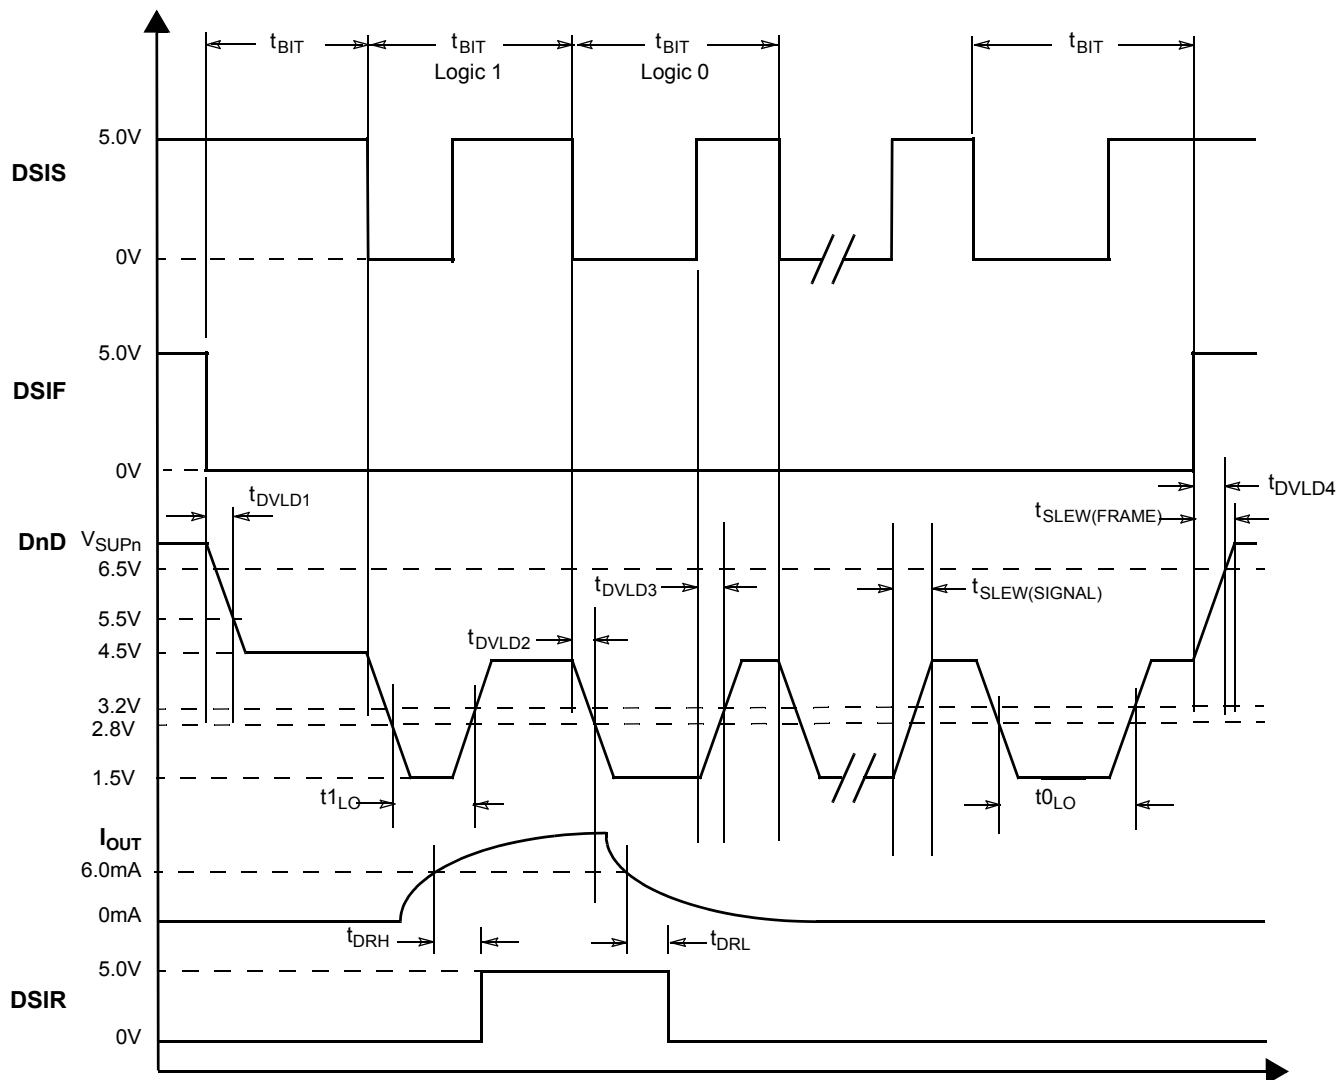 tBIT tBIT tBIT tBIT
Logic 1 Logic 0
5.0V
DSIS
0V
5.0V
DSIF
0V
tDVLD1 tDVLD4
tSLEW(FRAME)
DnD VSUPn
6.5V
tDVLD3 tSLEW(SIGNAL)
5.5V
tDVLD2
4.5V
3.2V
2.8V
1.5V
t1LO t0LO
IOUT
6.0mA
0mA
tDRH tDRL
5.0V
DSIR
0V